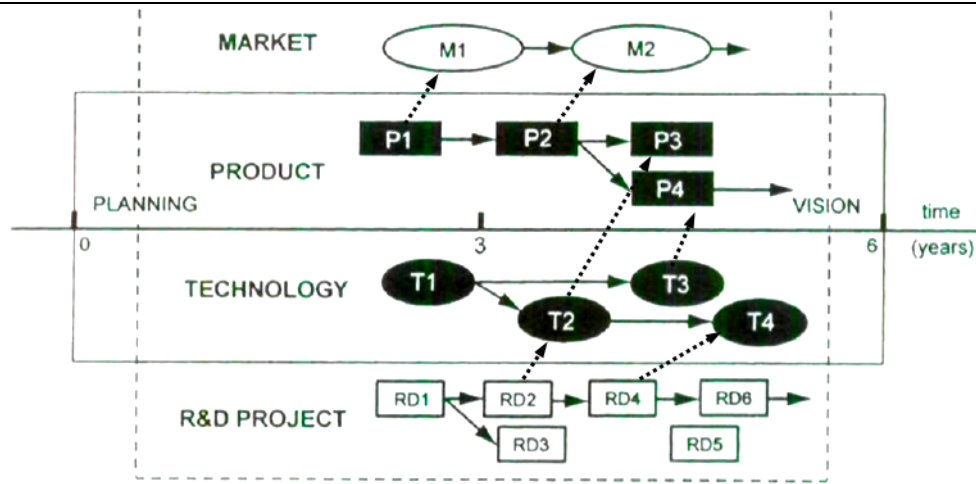 MARKET
M1
M2
P1
P2
P3
PRODUCT
P4
PLANNING
VISION
time
0
3
6
(years)
TECHNOLOGY
T1
T3
T2
T4
R&D PROJECT
RD1
RD2
RD4
RD6
RD3
RD5